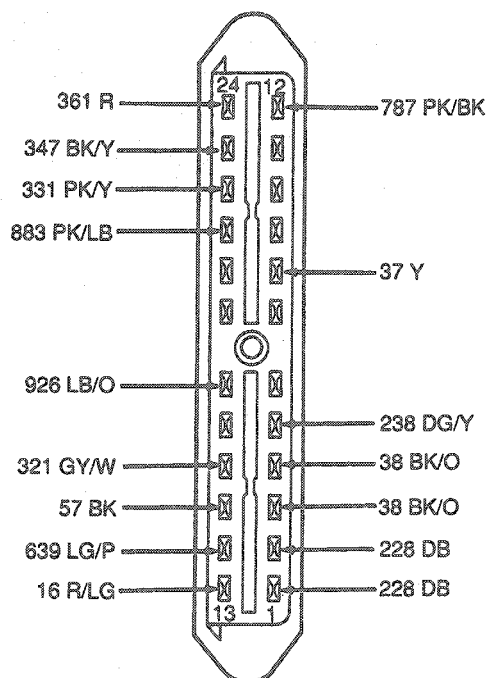 24 12
361 R
787 PK/BK
347 BK/Y
331 PK/Y
883 PK/LB
37 Y
926 LB/O
238 DG/Y
321 GY/W
38 BK/O
57 BK
38 BK/O
639 LG/P
228 DB
16 R/LG
228 DB
13 1